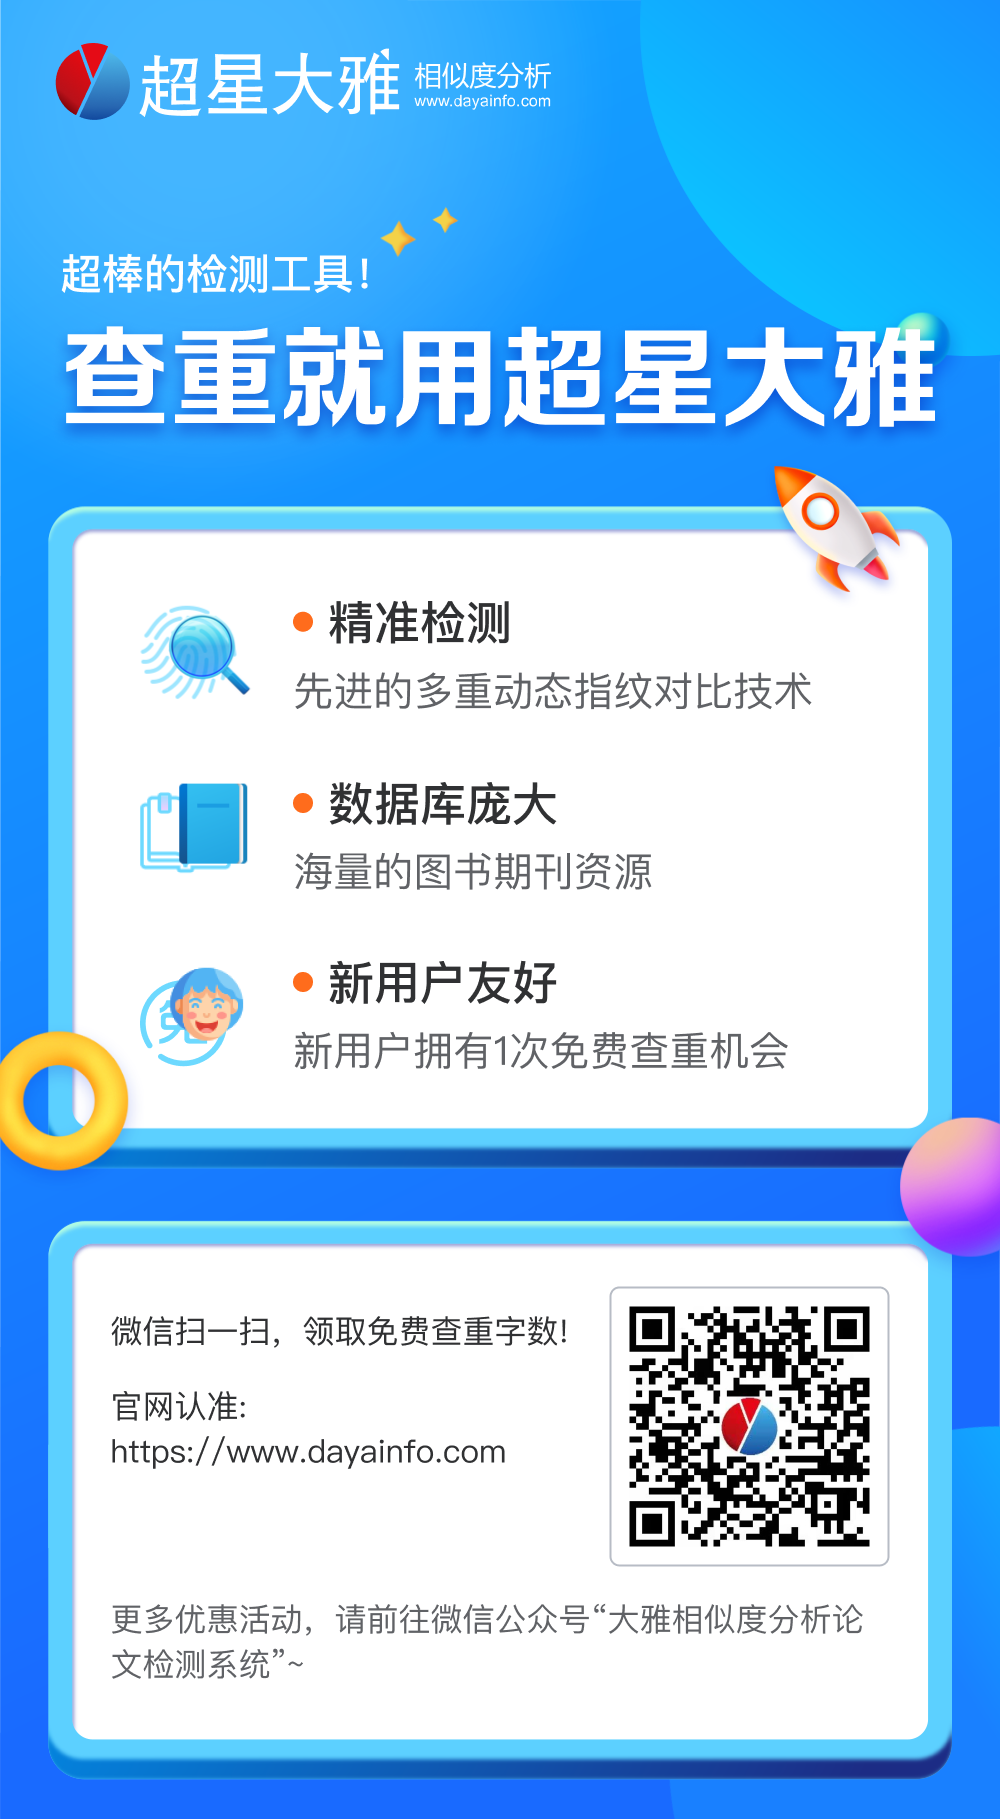 超星大雅 相似度分析
www.dayainfo.com
超棒的检测工具!
查重就用超星大雅
精准检测
先进的多重动态指纹对比技术
数据库庞大
海量的图书期刊资源
新用户友好
免
新用户拥有1次免费查重机会
微信扫一扫，领取免费查重字数!
官网认准:
https://www.dayainfo.com
更多优惠活动，请前往微信公众号“大雅相似度分析论
文检测系统”~